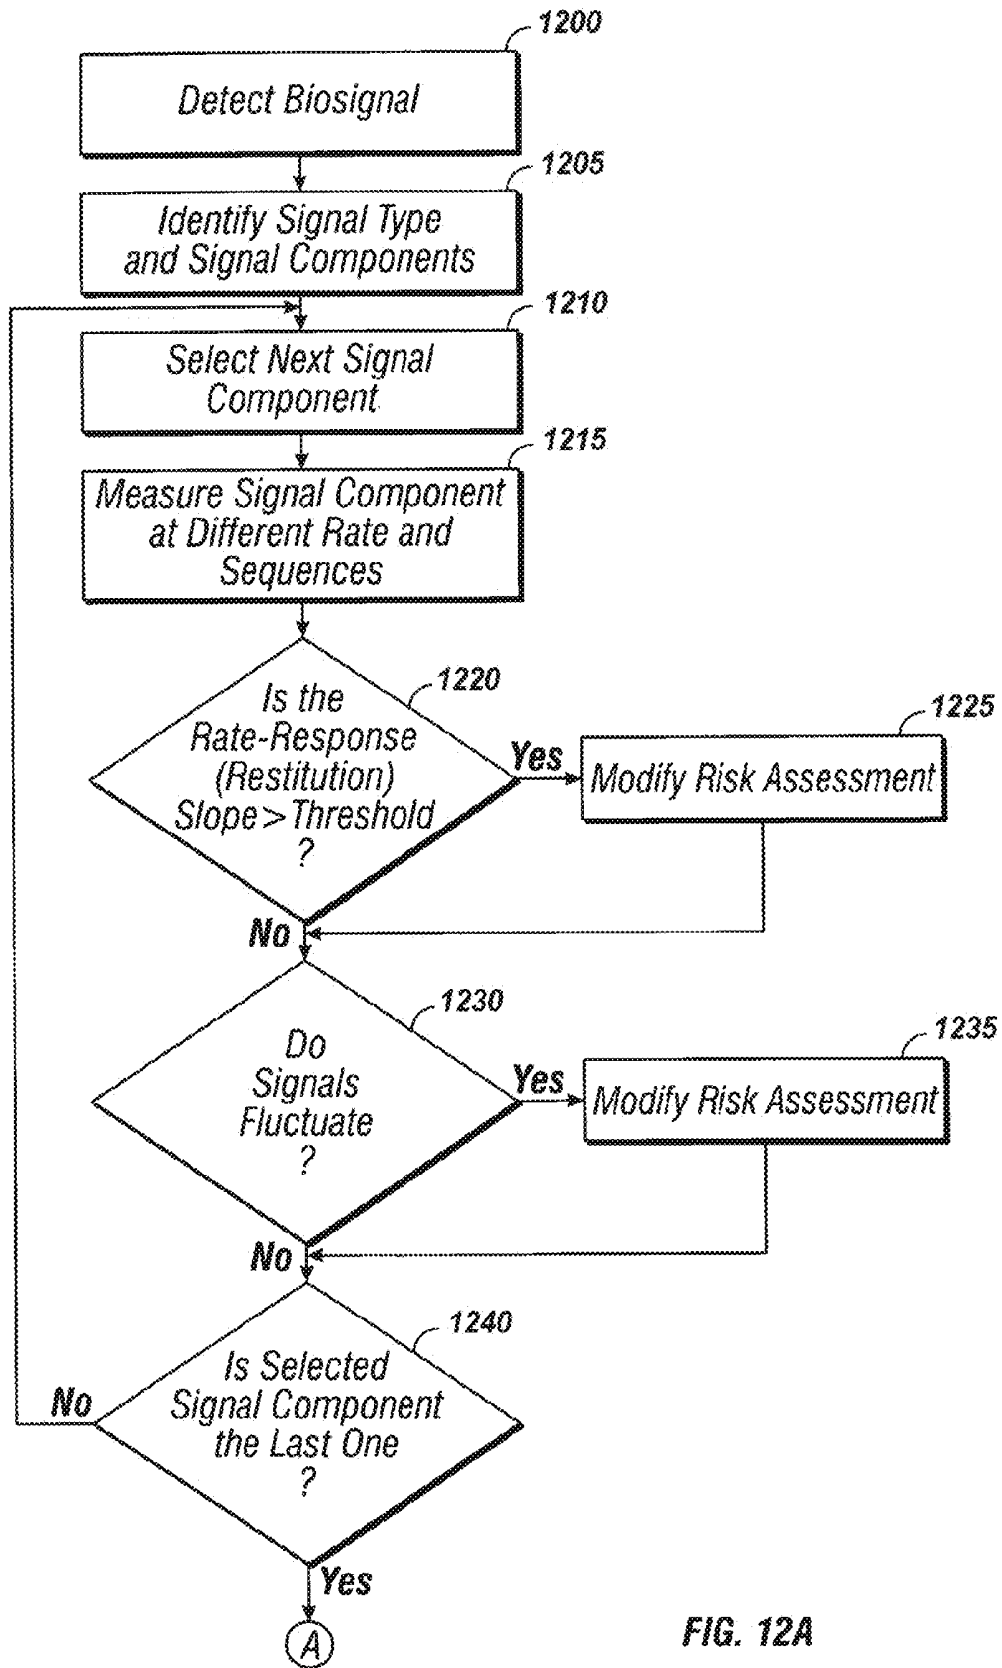 1200
Detect Biosignal
1205
Identify Signal Type
and Signal Components
1210
Select Next Signal
Component
1215
Measure Signal Component
at Different Rate and
Sequences
1220
Is the
Rate-Response
(Restitution)
Slope > Threshold
?
Yes
1225
Modify Risk Assessment
No
1230
Do
Signals
Fluctuate
?
Yes
1235
Modify Risk Assessment
No
1240
Is Selected
Signal Component
the Last One
?
No
Yes
A
FIG. 12A